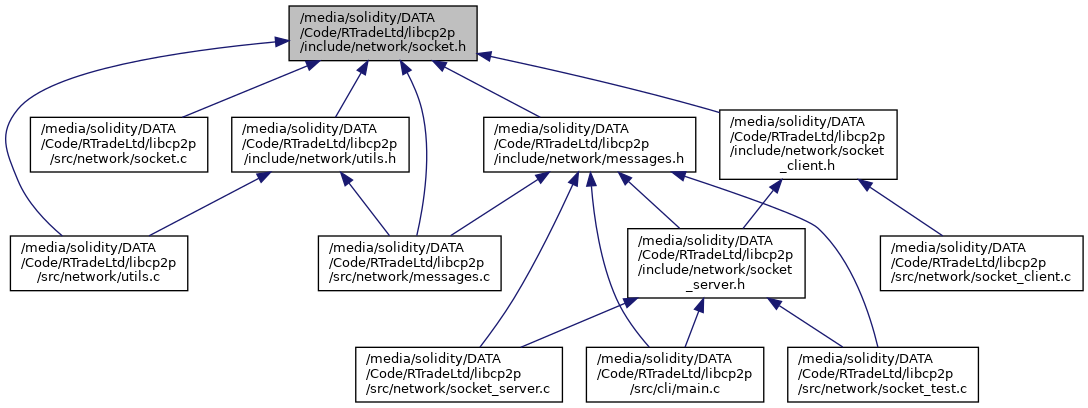 /media/solidity/DATA
/Code/RTradeLtd/libcp2p
/include/network/socket.h
/media/solidity/DATA
/Code/RTradeLtd/libcp2p
/src/network/socket.c
/media/solidity/DATA
/Code/RTradeLtd/libcp2p
/include/network/utils.h
/media/solidity/DATA
/Code/RTradeLtd/libcp2p
/include/network/messages.h
/media/solidity/DATA
/Code/RTradeLtd/libcp2p
/include/network/socket
_client.h
/media/solidity/DATA
/Code/RTradeLtd/libcp2p
/src/network/utils.c
/media/solidity/DATA
/Code/RTradeLtd/libcp2p
/src/network/messages.c
/media/solidity/DATA
/Code/RTradeLtd/libcp2p
/include/network/socket
_server.h
/media/solidity/DATA
/Code/RTradeLtd/libcp2p
/src/network/socket_client.c
/media/solidity/DATA
/Code/RTradeLtd/libcp2p
/src/network/socket_server.c
/media/solidity/DATA
/Code/RTradeLtd/libcp2p
/src/cli/main.c
/media/solidity/DATA
/Code/RTradeLtd/libcp2p
/src/network/socket_test.c